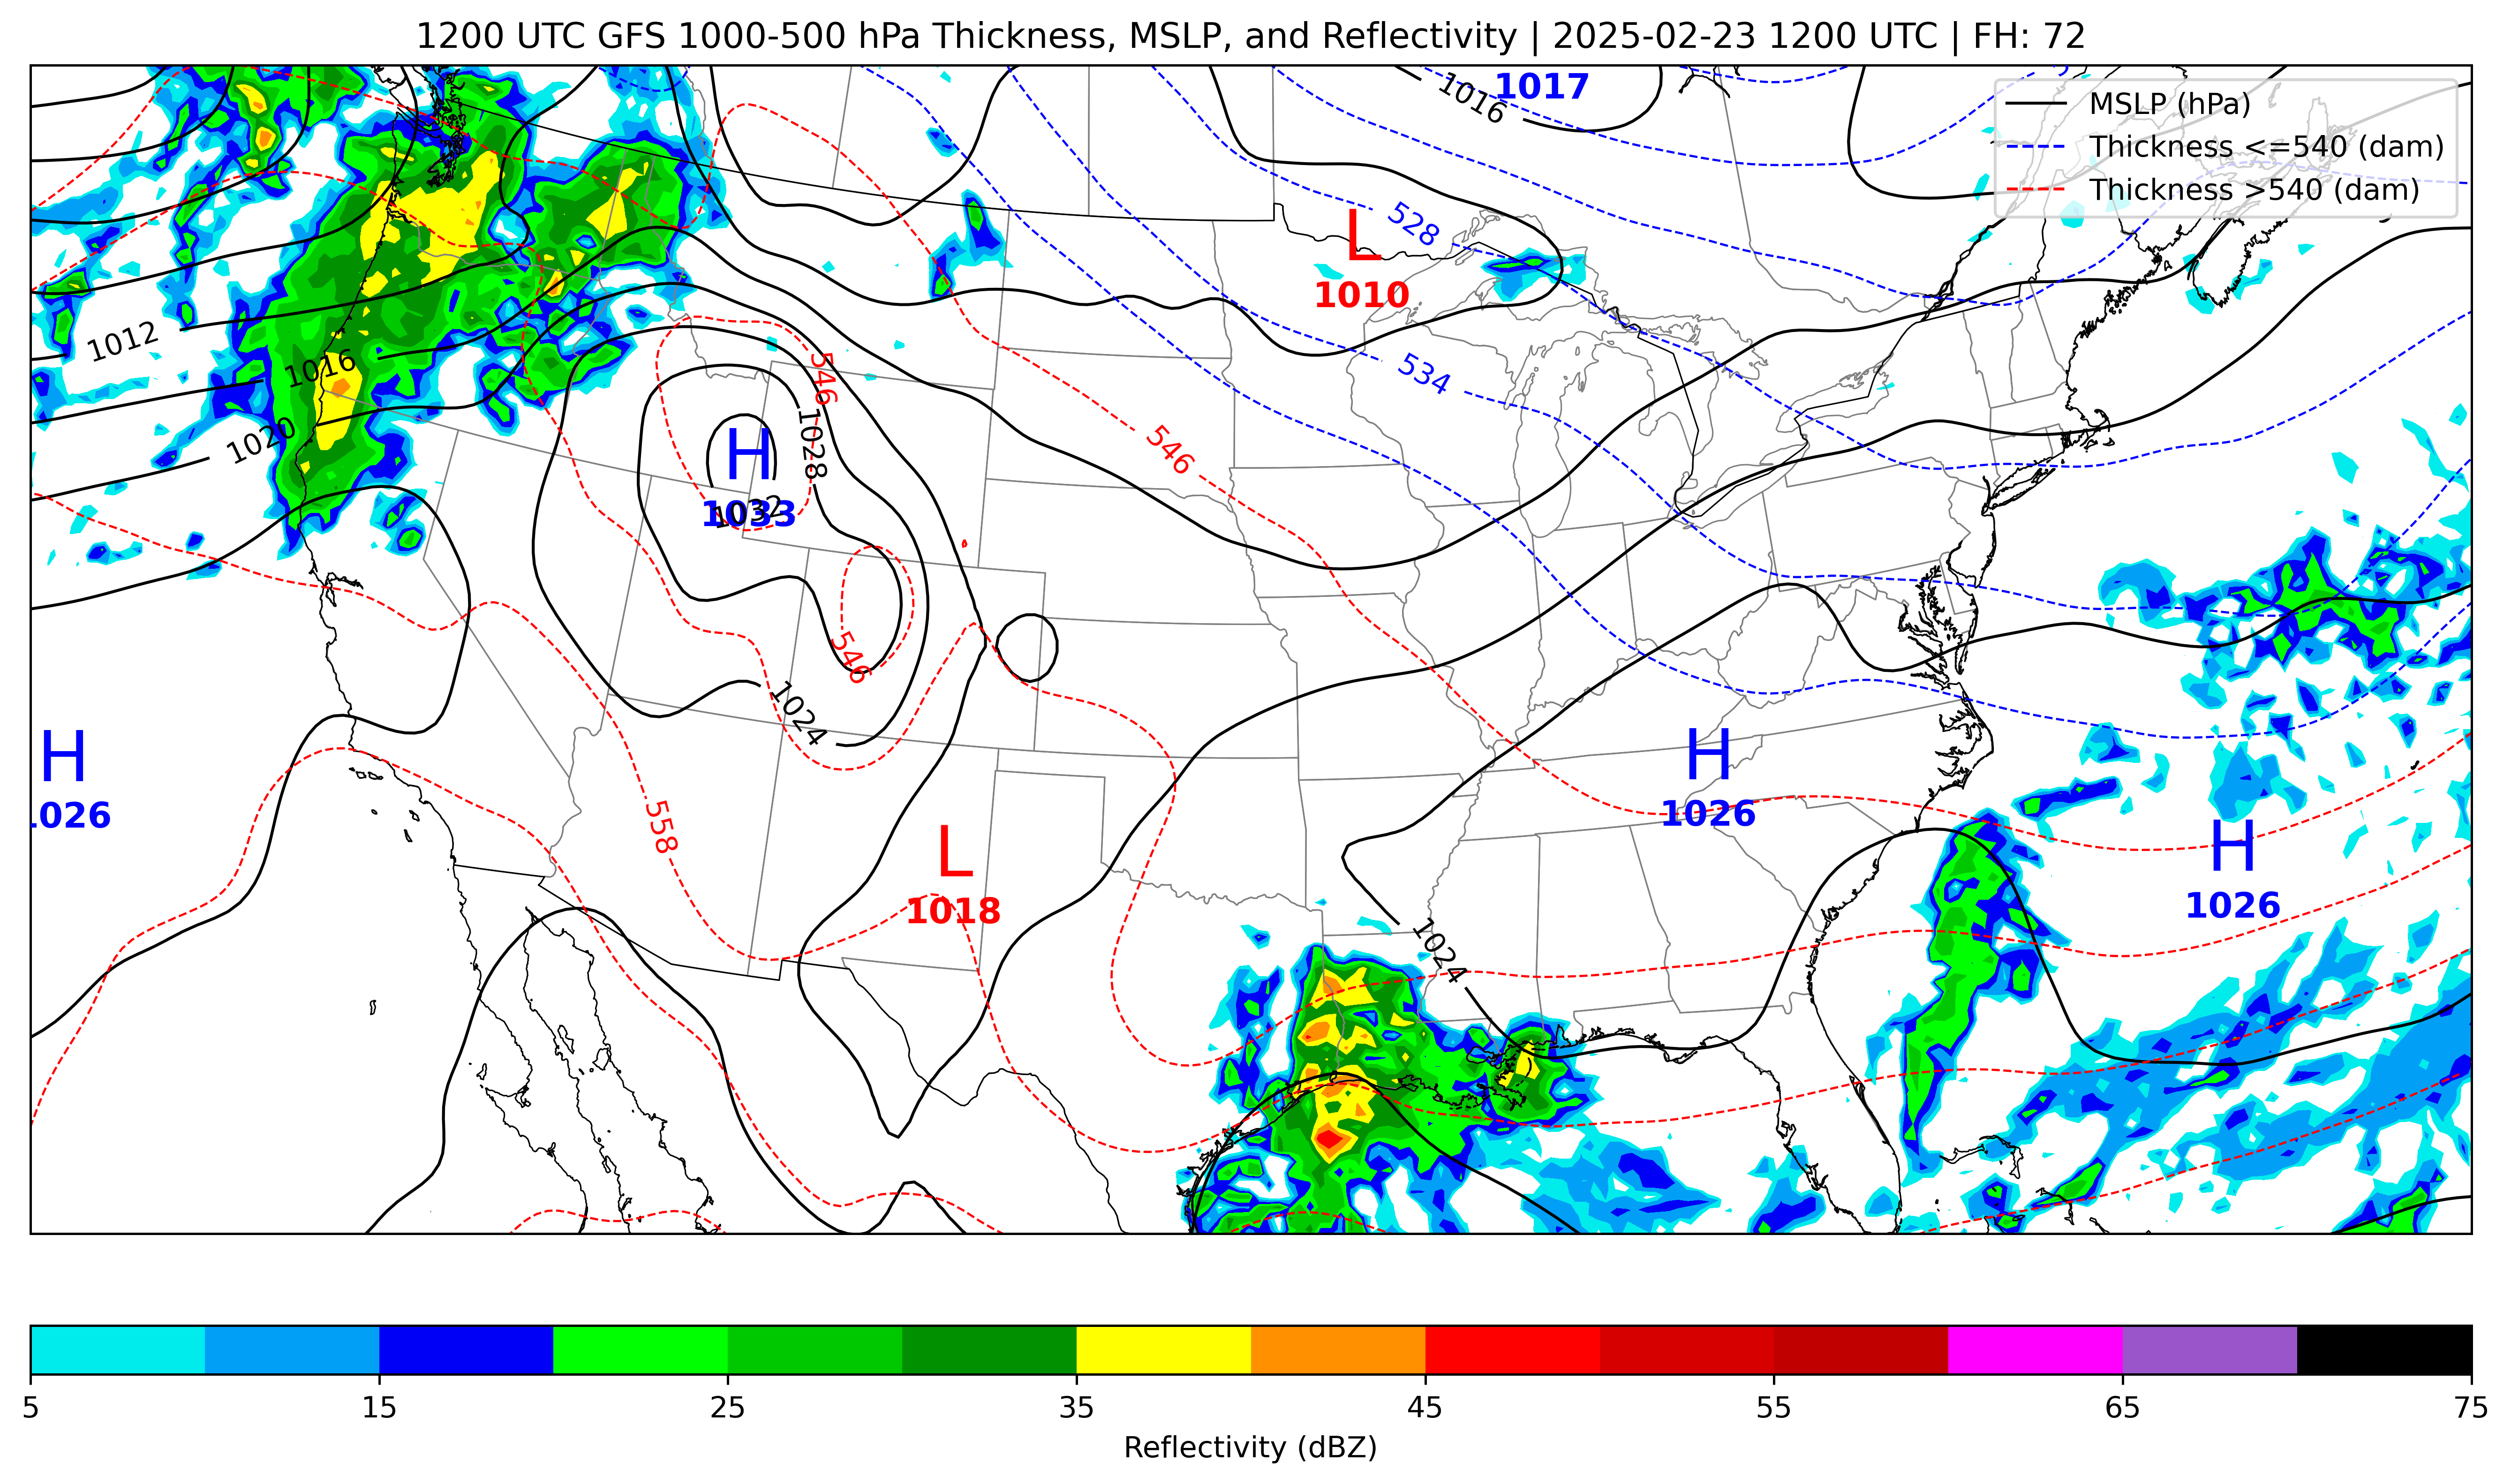 1200 UTC GFS 1000-500 hPa Thickness, MSLP, and Reflectivity | 2025-02-23 1200 UTC | FH: 72
1016
1017
MSLP (hPa)
Thickness <=540 (dam)
Thickness >540 (dam)
L
1010
528
534
1012
1016
1020
546
546
1028
H
1033
1032
546
1024
558
H
1026
H
1026
H
1026
L
1018
1024
5
15
25
35
45
55
65
75
Reflectivity (dBZ)